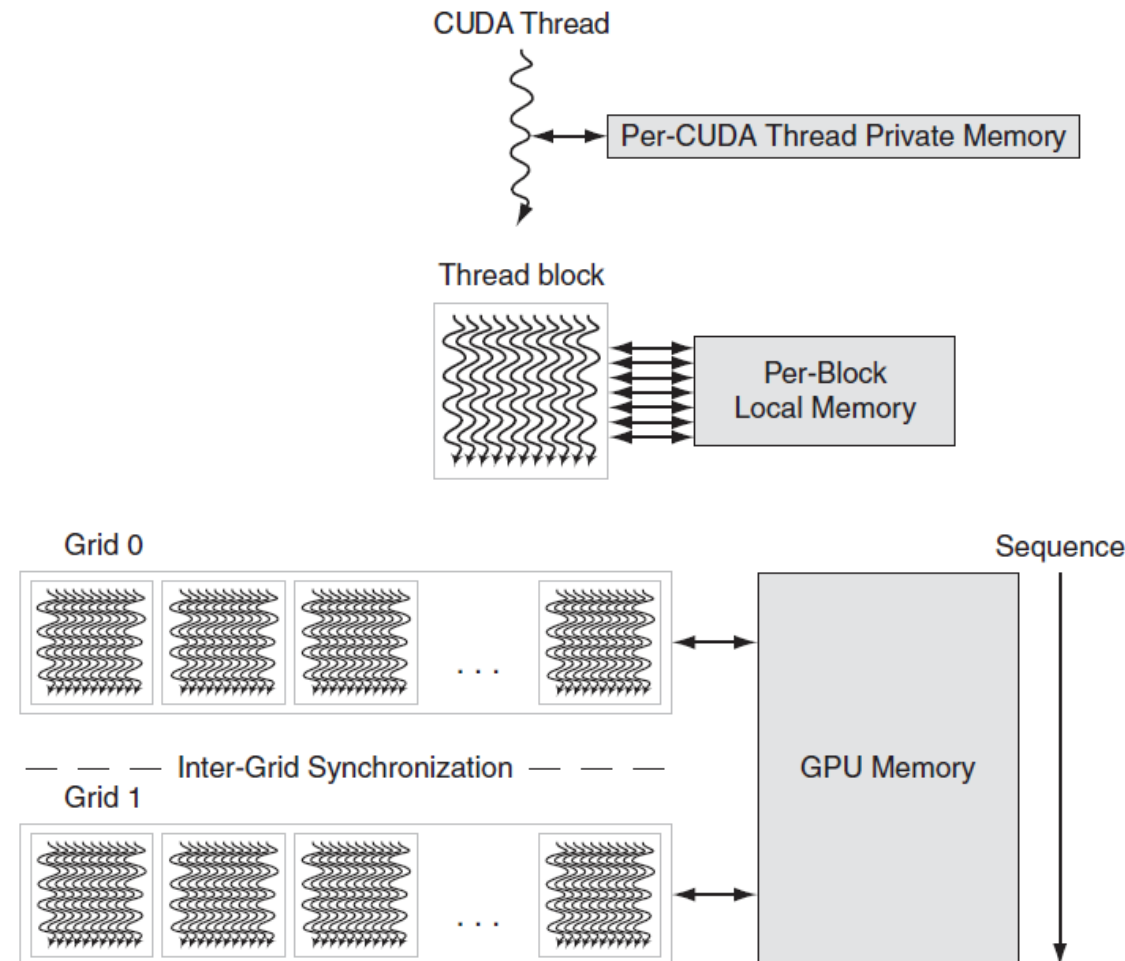 CUDA Thread
Per-CUDA Thread Private Memory
Thread block
Per-Block
Local Memory
Grid 0
Sequence
. . .
Inter-Grid Synchronization
GPU Memory
Grid 1
. . .